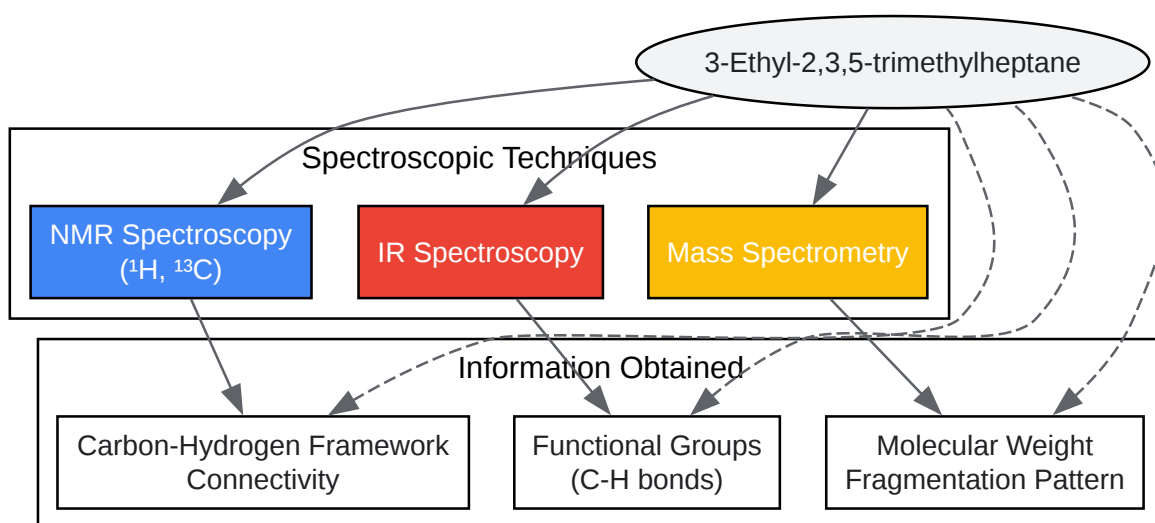 3-Ethyl-2,3,5-trimethylheptane
Spectroscopic Techniques
NMR Spectroscopy
(¹H, ¹³C)
IR Spectroscopy
Mass Spectrometry
Information Obtained
Carbon-Hydrogen Framework
Connectivity
Functional Groups
(C-H bonds)
Molecular Weight
Fragmentation Pattern